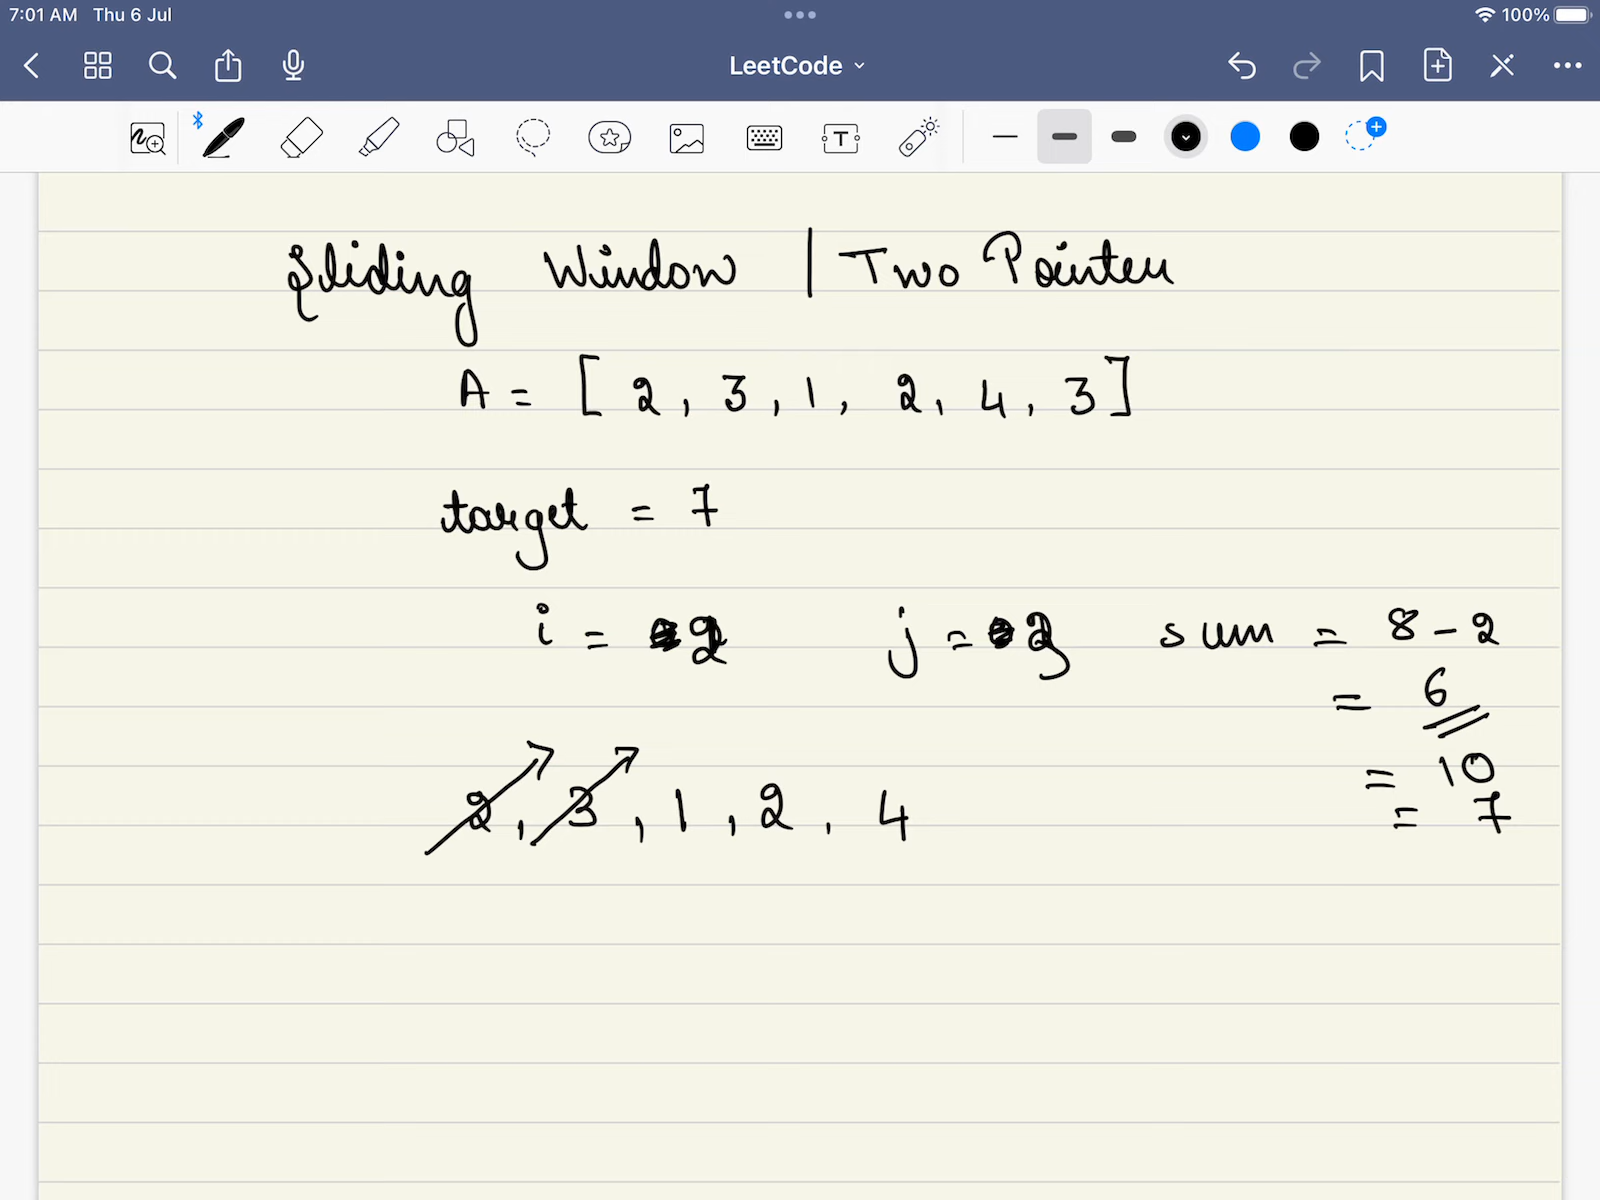 7:01 AM Thu 6 Jul
100%
LeetCode
T
Sliding Window | Two Pointer
A = [ 2, 3, 1, 2, 4, 3 ]
target = 7
i = 2 j = sum = 8 - 2
= 6
= 10
2, 3, 1, 2, 4 = 7